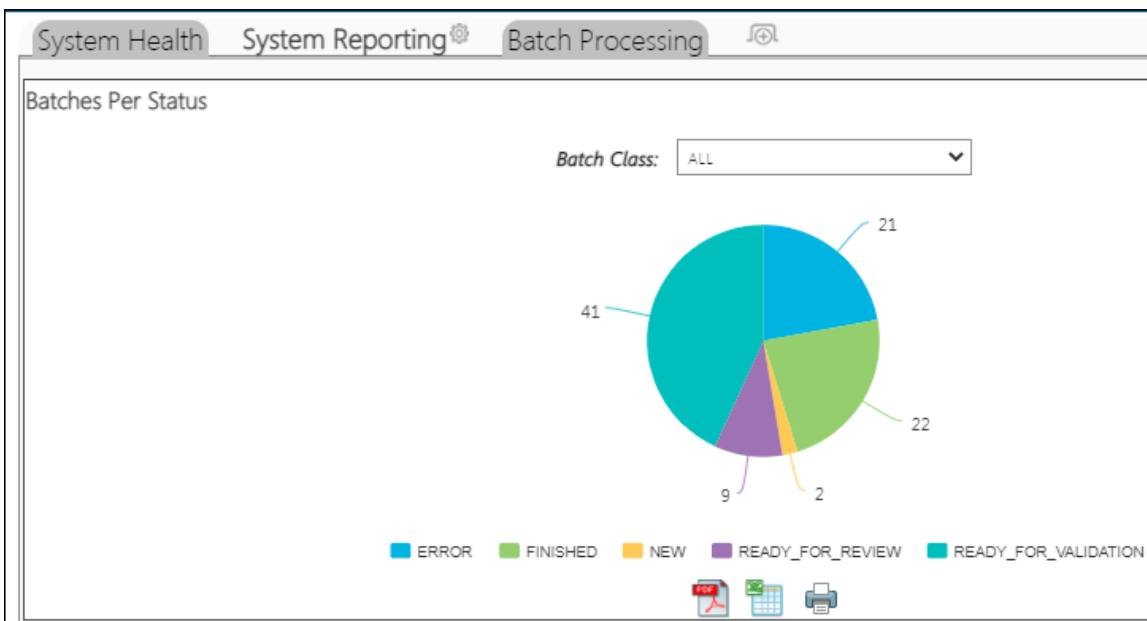 System Health System Reporting Batch Processing
Batches Per Status
Batch Class: ALL
21
41
22
9 2
ERROR FINISHED NEW READY_FOR_REVIEW READY_FOR_VALIDATION
PDF